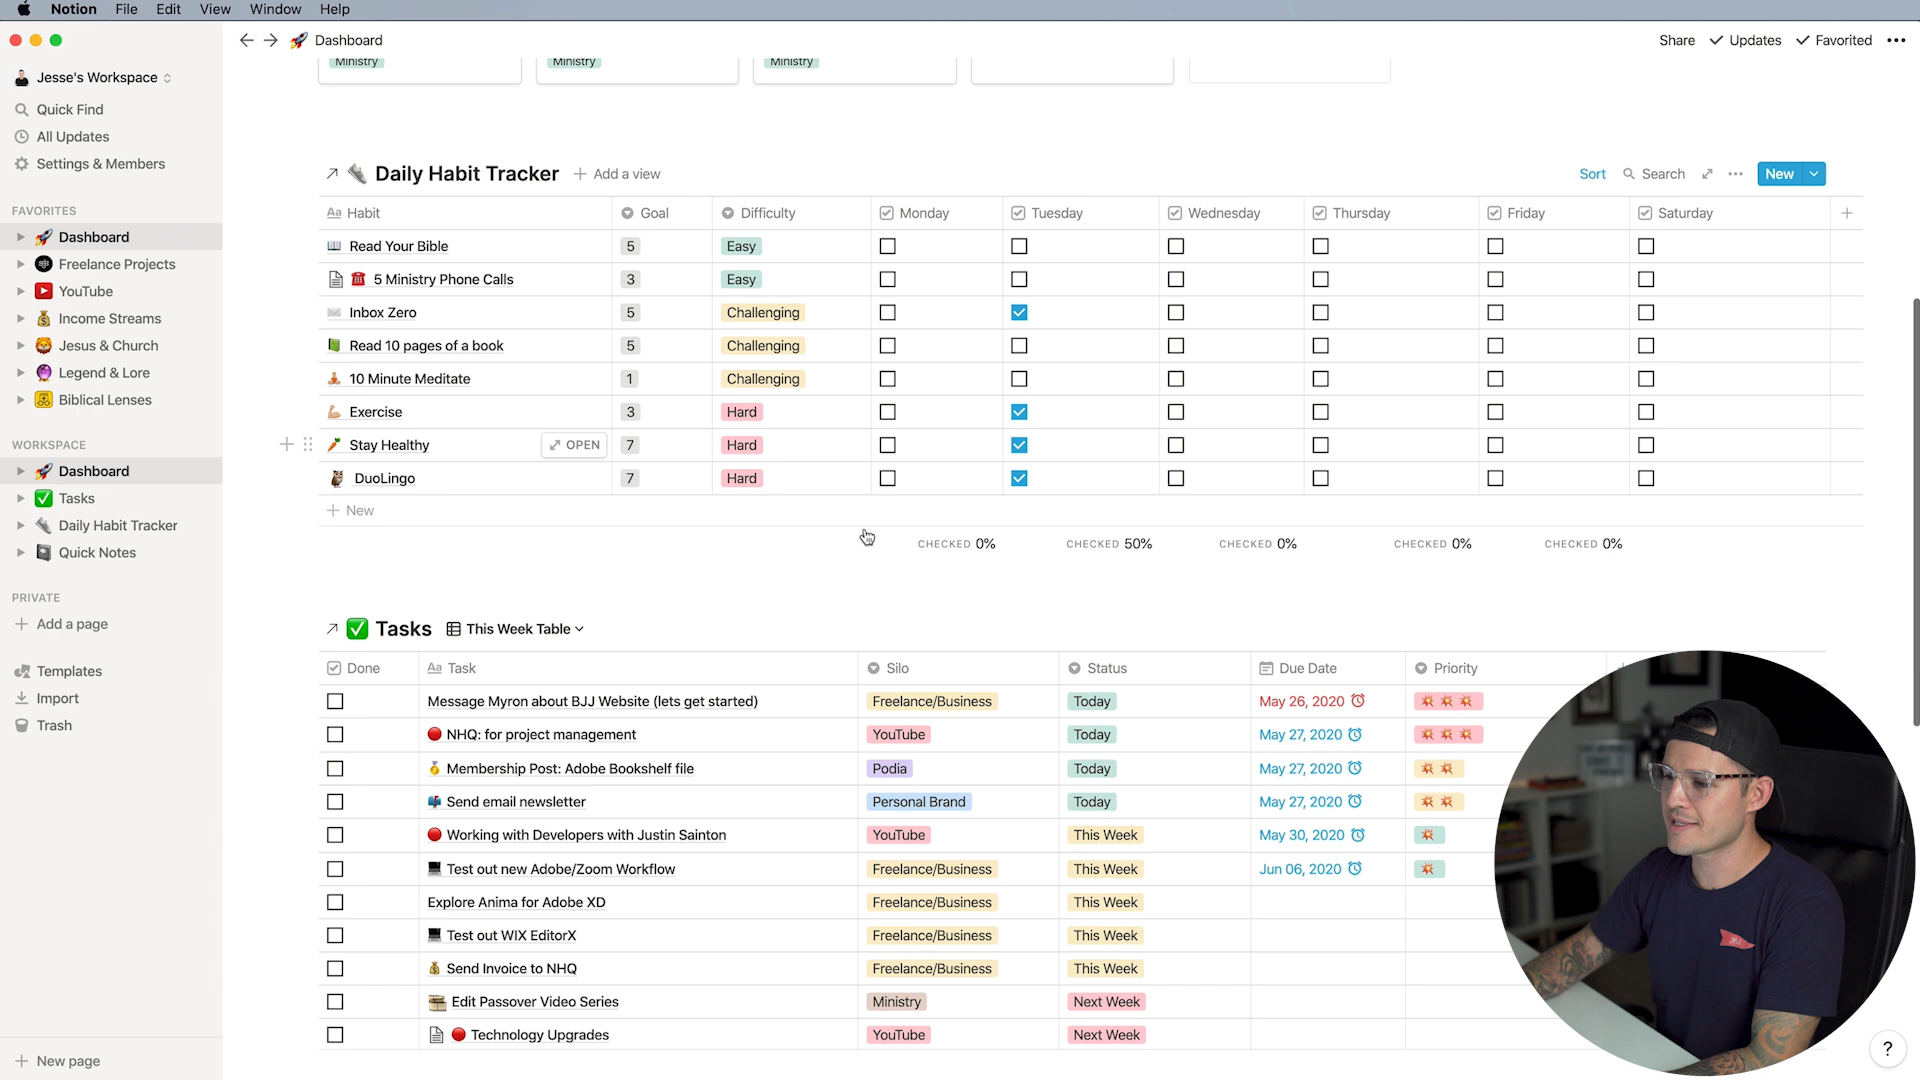 Notion File Edit View Window Help
Dashboard
Share Updates Favorited
Jesse's Workspace
Quick Find
All Updates
Settings & Members
FAVORITES
Dashboard
Freelance Projects
YouTube
Income Streams
Jesus & Church
Legend & Lore
Biblical Lenses
WORKSPACE
Dashboard
Tasks
Daily Habit Tracker
Quick Notes
PRIVATE
Add a page
Templates
Import
Trash
New page
Ministry Ministry Ministry
Daily Habit Tracker Add a view Sort Search New
Aa Habit Goal Difficulty Monday Tuesday Wednesday Thursday Friday Saturday
Read Your Bible 5 Easy
5 Ministry Phone Calls 3 Easy
Inbox Zero 5 Challenging
Read 10 pages of a book 5 Challenging
10 Minute Meditate 1 Challenging
Exercise 3 Hard
Stay Healthy OPEN 7 Hard
DuoLingo 7 Hard
New
CHECKED 0% CHECKED 50% CHECKED 0% CHECKED 0% CHECKED 0%
Tasks This Week Table
Done Aa Task Silo Status Due Date Priority
Message Myron about BJJ Website (lets get started) Freelance/Business Today May 26, 2020
NHQ: for project management YouTube Today May 27, 2020
Membership Post: Adobe Bookshelf file Podia Today May 27, 2020
Send email newsletter Personal Brand Today May 27, 2020
Working with Developers with Justin Sainton YouTube This Week May 30, 2020
Test out new Adobe/Zoom Workflow Freelance/Business This Week Jun 06, 2020
Explore Anima for Adobe XD Freelance/Business This Week
Test out WIX EditorX Freelance/Business This Week
Send Invoice to NHQ Freelance/Business This Week
Edit Passover Video Series Ministry Next Week
Technology Upgrades YouTube Next Week
?